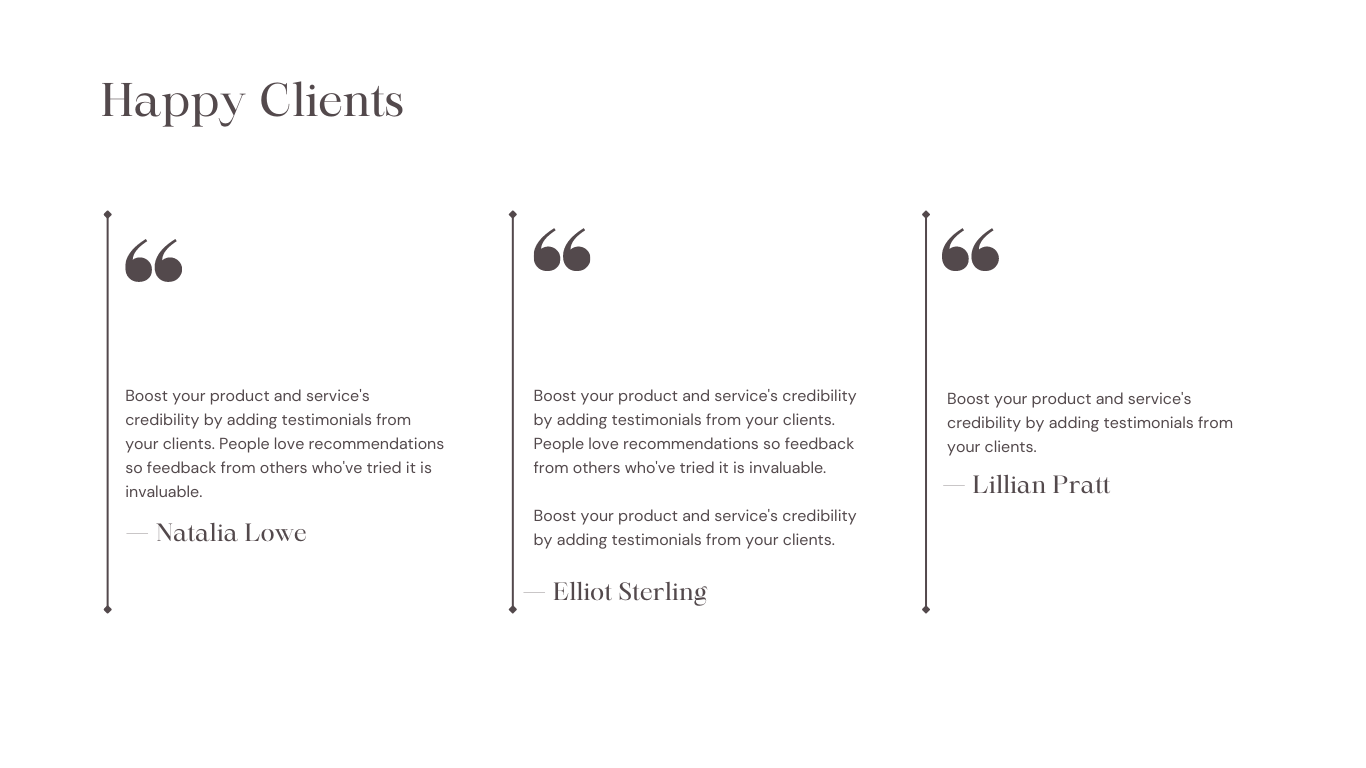 Happy Clients
“
Boost your product and service's
credibility by adding testimonials from
your clients. People love recommendations
so feedback from others who've tried it is
invaluable.
— Natalia Lowe
“
Boost your product and service's credibility
by adding testimonials from your clients.
People love recommendations so feedback
from others who've tried it is invaluable.
Boost your product and service's credibility
by adding testimonials from your clients.
— Elliot Sterling
“
Boost your product and service's
credibility by adding testimonials from
your clients.
— Lillian Pratt